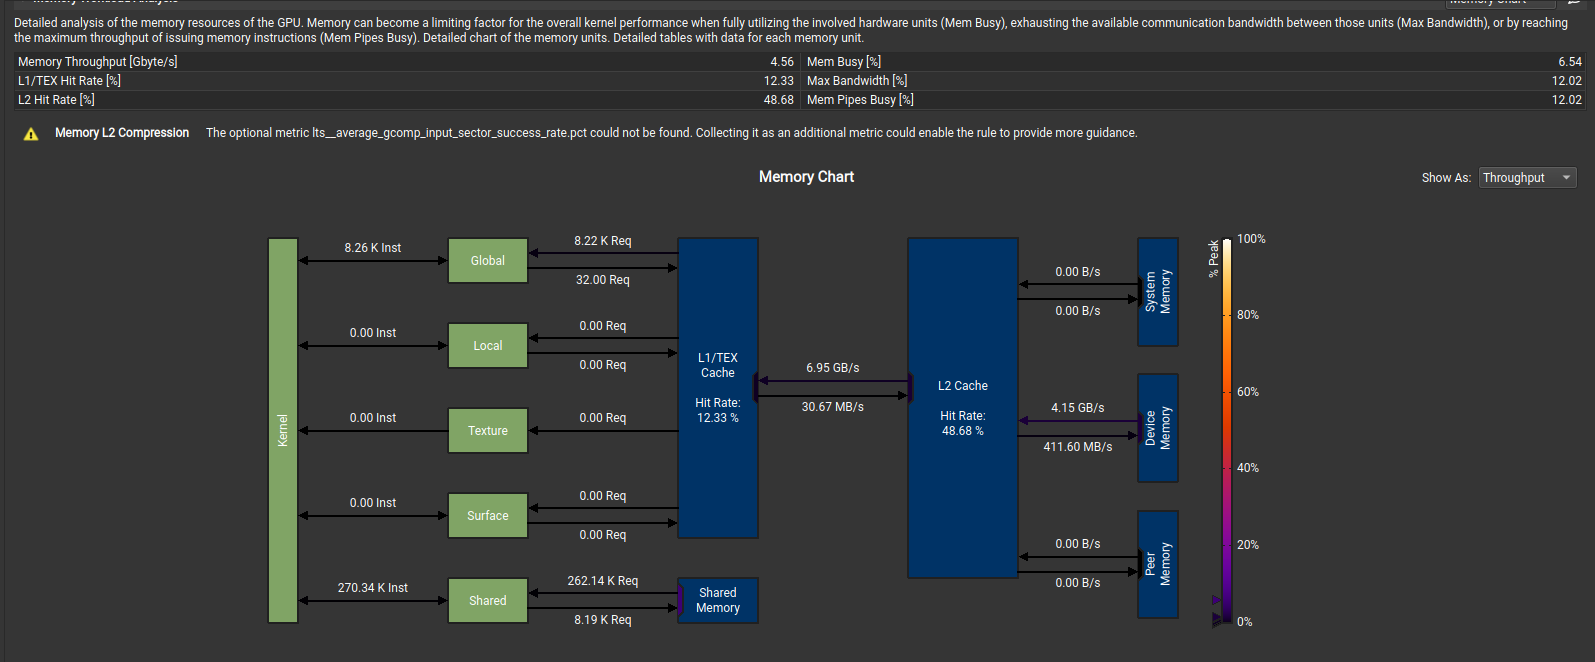 Memory Workload Analysis
Memory Chart
Detailed analysis of the memory resources of the GPU. Memory can become a limiting factor for the overall kernel performance when fully utilizing the involved hardware units (Mem Busy), exhausting the available communication bandwidth between those units (Max Bandwidth), or by reaching
the maximum throughput of issuing memory instructions (Mem Pipes Busy). Detailed chart of the memory units. Detailed tables with data for each memory unit.
Memory Throughput [Gbyte/s] 4.56 Mem Busy [%] 6.54
L1/TEX Hit Rate [%] 12.33 Max Bandwidth [%] 12.02
L2 Hit Rate [%] 48.68 Mem Pipes Busy [%] 12.02
Memory L2 Compression The optional metric lts__average_gcomp_input_sector_success_rate.pct could not be found. Collecting it as an additional metric could enable the rule to provide more guidance.
Memory Chart
Show As: Throughput
Kernel
8.26 K Inst
Global
8.22 K Req
32.00 Req
0.00 Inst
Local
0.00 Req
0.00 Req
0.00 Inst
Texture
0.00 Req
0.00 Inst
Surface
0.00 Req
0.00 Req
270.34 K Inst
Shared
262.14 K Req
8.19 K Req
L1/TEX
Cache
Hit Rate:
12.33 %
Shared
Memory
6.95 GB/s
30.67 MB/s
L2 Cache
Hit Rate:
48.68 %
0.00 B/s
0.00 B/s
System
Memory
4.15 GB/s
411.60 MB/s
Device
Memory
0.00 B/s
0.00 B/s
Peer
Memory
% Peak
100%
80%
60%
40%
20%
0%